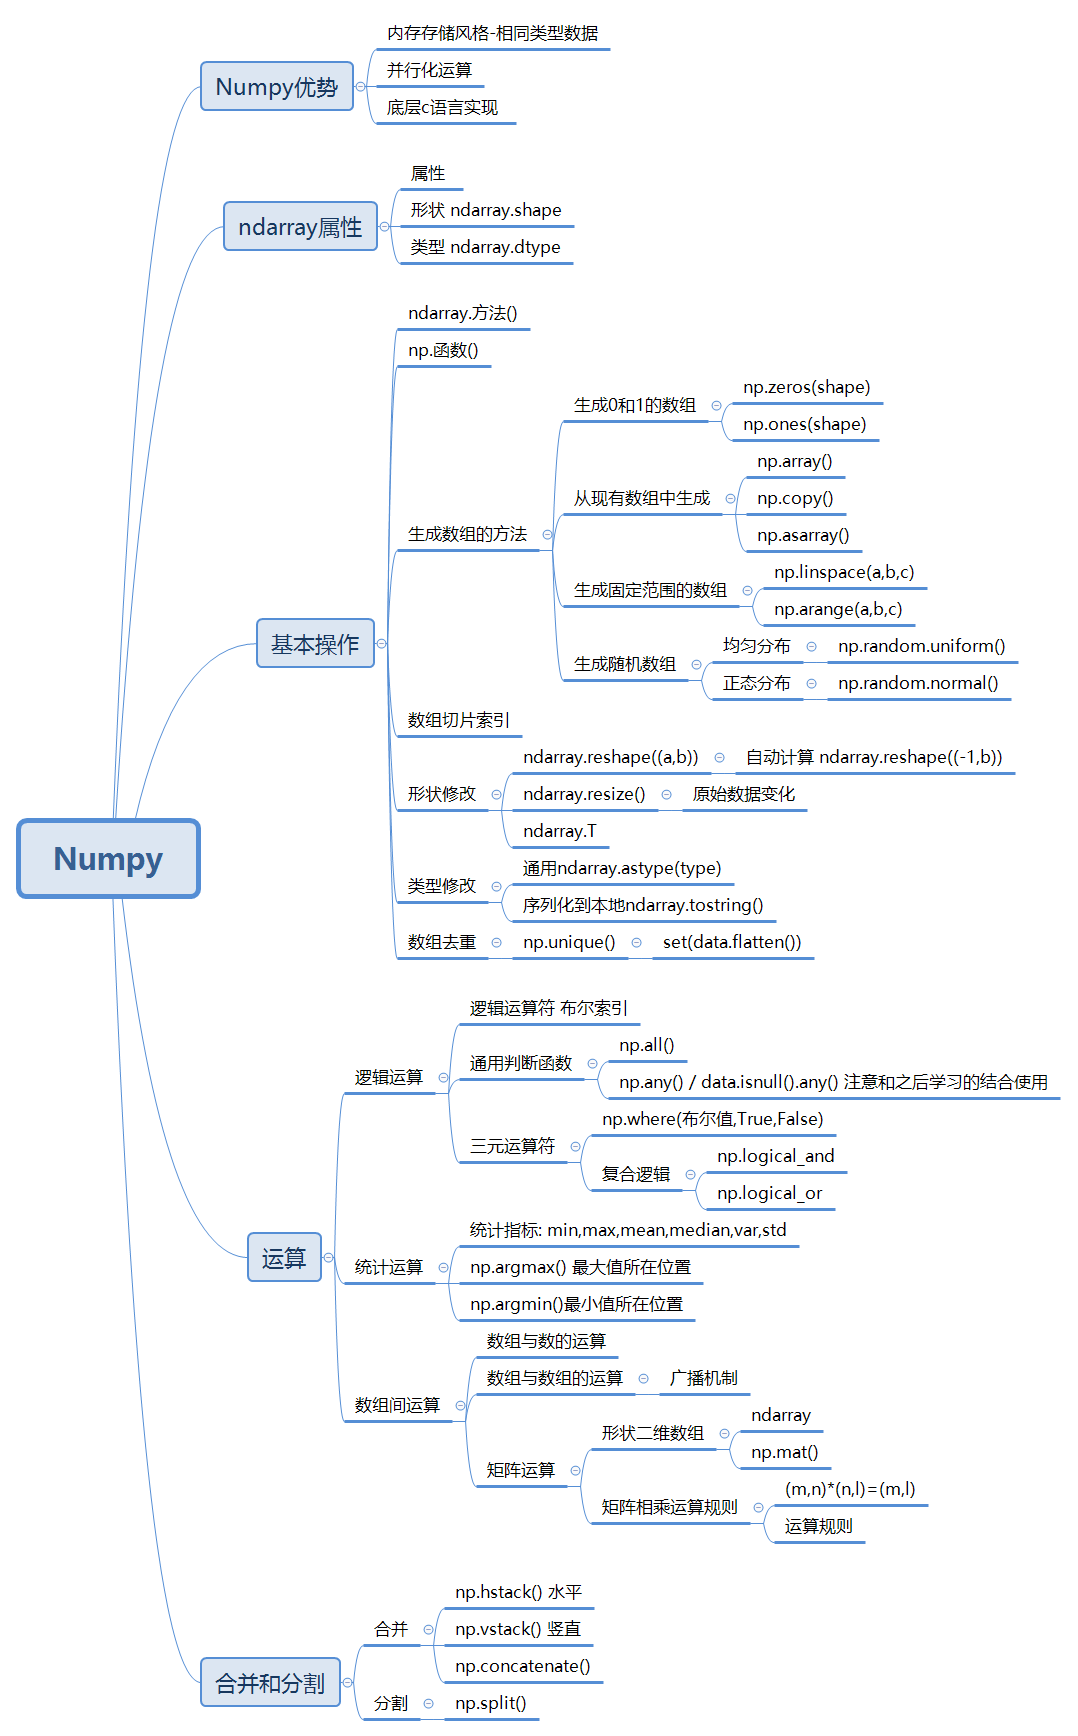 Numpy
Numpy优势
内存存储风格-相同类型数据
并行化运算
底层c语言实现
ndarray属性
属性
形状 ndarray.shape
类型 ndarray.dtype
基本操作
ndarray.方法()
np.函数()
生成数组的方法
生成0和1的数组
np.zeros(shape)
np.ones(shape)
从现有数组中生成
np.array()
np.copy()
np.asarray()
生成固定范围的数组
np.linspace(a,b,c)
np.arange(a,b,c)
生成随机数组
均匀分布
np.random.uniform()
正态分布
np.random.normal()
数组切片索引
形状修改
ndarray.reshape((a,b))
自动计算 ndarray.reshape((-1,b))
ndarray.resize()
原始数据变化
ndarray.T
类型修改
通用ndarray.astype(type)
序列化到本地ndarray.tostring()
数组去重
np.unique()
set(data.flatten())
运算
逻辑运算
逻辑运算符 布尔索引
通用判断函数
np.all()
np.any() / data.isnull().any() 注意和之后学习的结合使用
三元运算符
np.where(布尔值,True,False)
复合逻辑
np.logical_and
np.logical_or
统计运算
统计指标: min,max,mean,median,var,std
np.argmax() 最大值所在位置
np.argmin()最小值所在位置
数组间运算
数组与数的运算
数组与数组的运算
广播机制
矩阵运算
形状二维数组
ndarray
np.mat()
矩阵相乘运算规则
(m,n)*(n,l)=(m,l)
运算规则
合并和分割
合并
np.hstack() 水平
np.vstack() 竖直
np.concatenate()
分割
np.split()